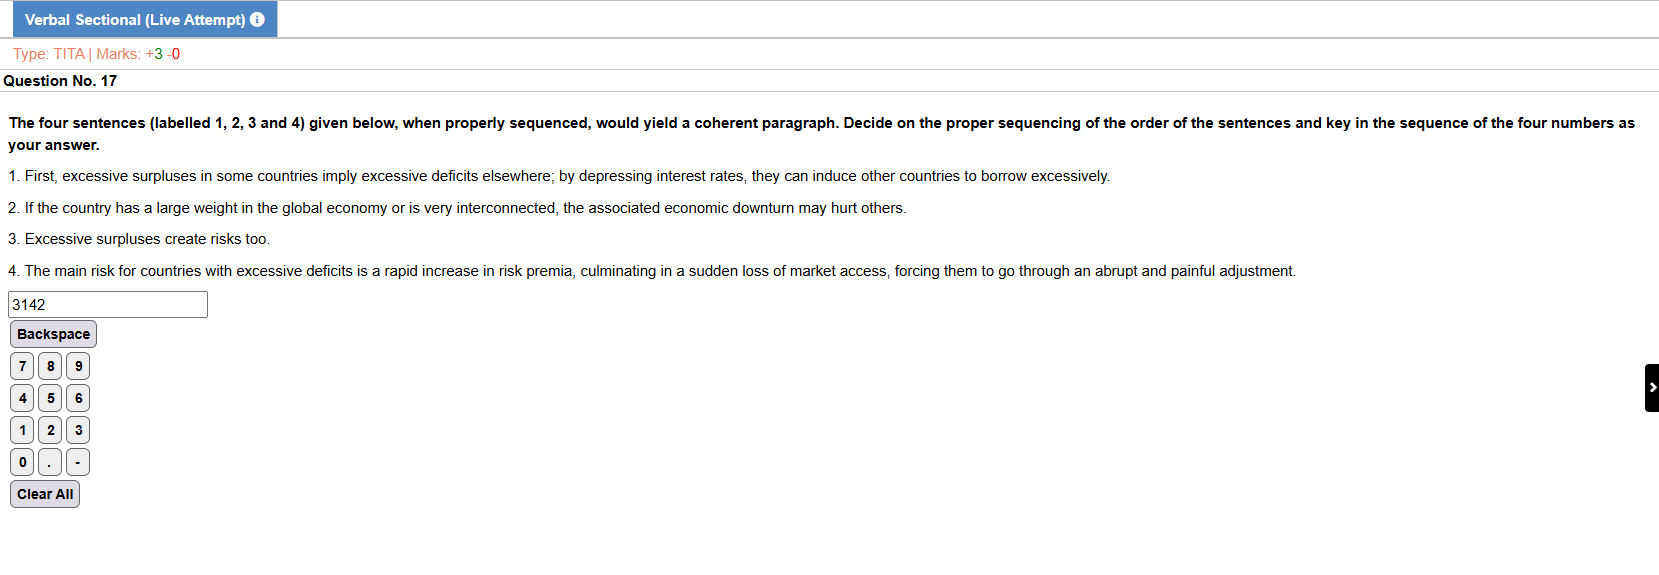 Verbal Sectional (Live Attempt) i
Type: TITA | Marks: +3 -0
Question No. 17
The four sentences (labelled 1, 2, 3 and 4) given below, when properly sequenced, would yield a coherent paragraph. Decide on the proper sequencing of the order of the sentences and key in the sequence of the four numbers as
your answer.
1. First, excessive surpluses in some countries imply excessive deficits elsewhere; by depressing interest rates, they can induce other countries to borrow excessively.
2. If the country has a large weight in the global economy or is very interconnected, the associated economic downturn may hurt others.
3. Excessive surpluses create risks too.
4. The main risk for countries with excessive deficits is a rapid increase in risk premia, culminating in a sudden loss of market access, forcing them to go through an abrupt and painful adjustment.
3142
Backspace
7 8 9
4 5 6
1 2 3
0 . -
Clear All